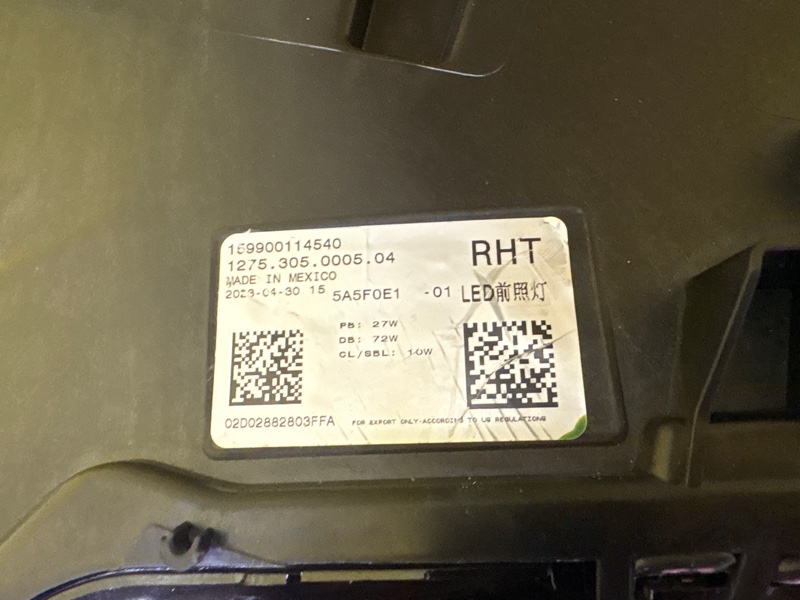 159900114540
1275.305.0005.04
RHT
MADE IN MEXICO
2023-04-30 15
5A5F0E1 -01 LED前照灯
PB: 27W
DB: 72W
CL/SBL: 10W
02D02882803FFA
FOR EXPORT ONLY-ACCORDING TO US REGULATIONS